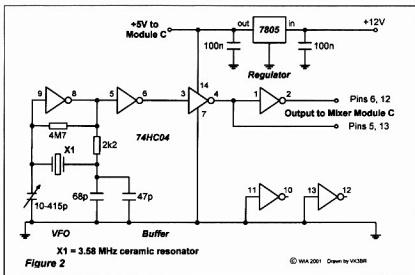 +5V to
Module C
out
7805
in
+12V
100n
100n
Regulator
14
9
8
5
6
3
4
1
2
Pins 6, 12
Output to Mixer Module C
Pins 5, 13
4M7
74HC04
7
X1
2k2
10-415p
68p
47p
11
10
13
12
VFO
Buffer
X1 = 3.58 MHz ceramic resonator
Figure 2
© WIA 2001 Drawn by VK3BR